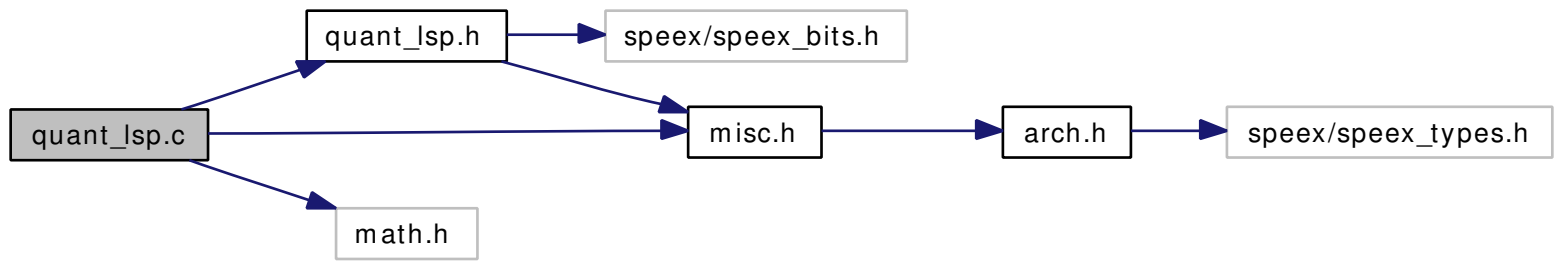 quant_lsp.h
speex/speex_bits.h
quant_lsp.c
misc.h
arch.h
speex/speex_types.h
math.h